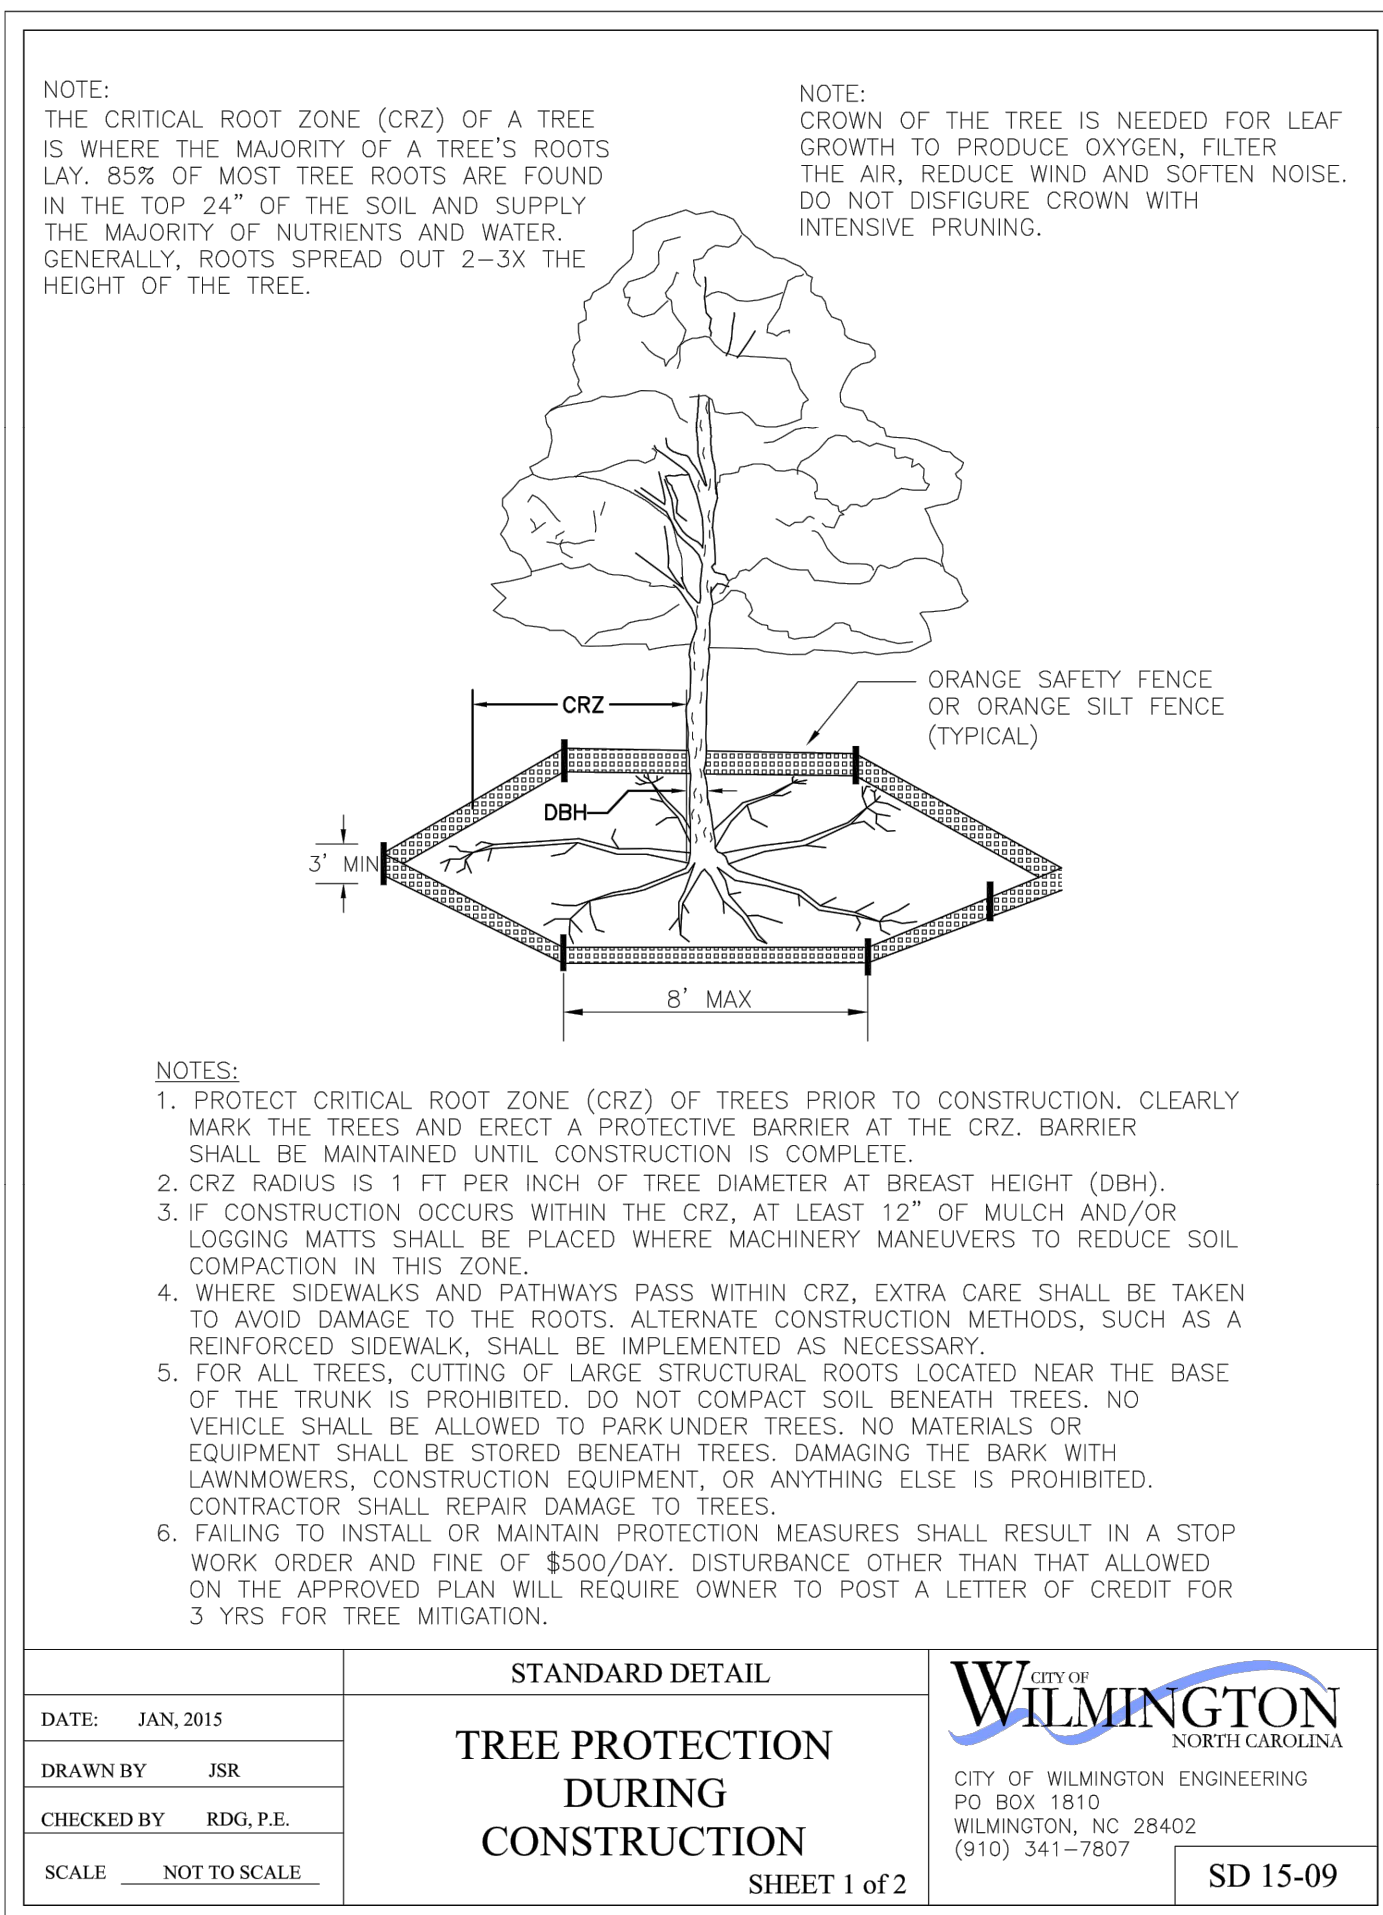 NOTE:
THE CRITICAL ROOT ZONE (CRZ) OF A TREE
IS WHERE THE MAJORITY OF A TREE'S ROOTS
LAY. 85% OF MOST TREE ROOTS ARE FOUND
IN THE TOP 24" OF THE SOIL AND SUPPLY
THE MAJORITY OF NUTRIENTS AND WATER.
GENERALLY, ROOTS SPREAD OUT 2-3X THE
HEIGHT OF THE TREE.
NOTE:
CROWN OF THE TREE IS NEEDED FOR LEAF
GROWTH TO PRODUCE OXYGEN, FILTER
THE AIR, REDUCE WIND AND SOFTEN NOISE.
DO NOT DISFIGURE CROWN WITH
INTENSIVE PRUNING.
ORANGE SAFETY FENCE
OR ORANGE SILT FENCE
(TYPICAL)
CRZ
DBH
3' MIN
8' MAX
NOTES:
1. PROTECT CRITICAL ROOT ZONE (CRZ) OF TREES PRIOR TO CONSTRUCTION. CLEARLY
MARK THE TREES AND ERECT A PROTECTIVE BARRIER AT THE CRZ. BARRIER
SHALL BE MAINTAINED UNTIL CONSTRUCTION IS COMPLETE.
2. CRZ RADIUS IS 1 FT PER INCH OF TREE DIAMETER AT BREAST HEIGHT (DBH).
3. IF CONSTRUCTION OCCURS WITHIN THE CRZ, AT LEAST 12" OF MULCH AND/OR
LOGGING MATTS SHALL BE PLACED WHERE MACHINERY MANEUVERS TO REDUCE SOIL
COMPACTION IN THIS ZONE.
4. WHERE SIDEWALKS AND PATHWAYS PASS WITHIN CRZ, EXTRA CARE SHALL BE TAKEN
TO AVOID DAMAGE TO THE ROOTS. ALTERNATE CONSTRUCTION METHODS, SUCH AS A
REINFORCED SIDEWALK, SHALL BE IMPLEMENTED AS NECESSARY.
5. FOR ALL TREES, CUTTING OF LARGE STRUCTURAL ROOTS LOCATED NEAR THE BASE
OF THE TRUNK IS PROHIBITED. DO NOT COMPACT SOIL BENEATH TREES. NO
VEHICLE SHALL BE ALLOWED TO PARK UNDER TREES. NO MATERIALS OR
EQUIPMENT SHALL BE STORED BENEATH TREES. DAMAGING THE BARK WITH
LAWNMOWERS, CONSTRUCTION EQUIPMENT, OR ANYTHING ELSE IS PROHIBITED.
CONTRACTOR SHALL REPAIR DAMAGE TO TREES.
6. FAILING TO INSTALL OR MAINTAIN PROTECTION MEASURES SHALL RESULT IN A STOP
WORK ORDER AND FINE OF $500/DAY. DISTURBANCE OTHER THAN THAT ALLOWED
ON THE APPROVED PLAN WILL REQUIRE OWNER TO POST A LETTER OF CREDIT FOR
3 YRS FOR TREE MITIGATION.
DATE: JAN, 2015
DRAWN BY JSR
CHECKED BY RDG, P.E.
SCALE NOT TO SCALE
STANDARD DETAIL
TREE PROTECTION
DURING
CONSTRUCTION
SHEET 1 of 2
CITY OF
WILMINGTON
NORTH CAROLINA
CITY OF WILMINGTON ENGINEERING
PO BOX 1810
WILMINGTON, NC 28402
(910) 341-7807
SD 15-09